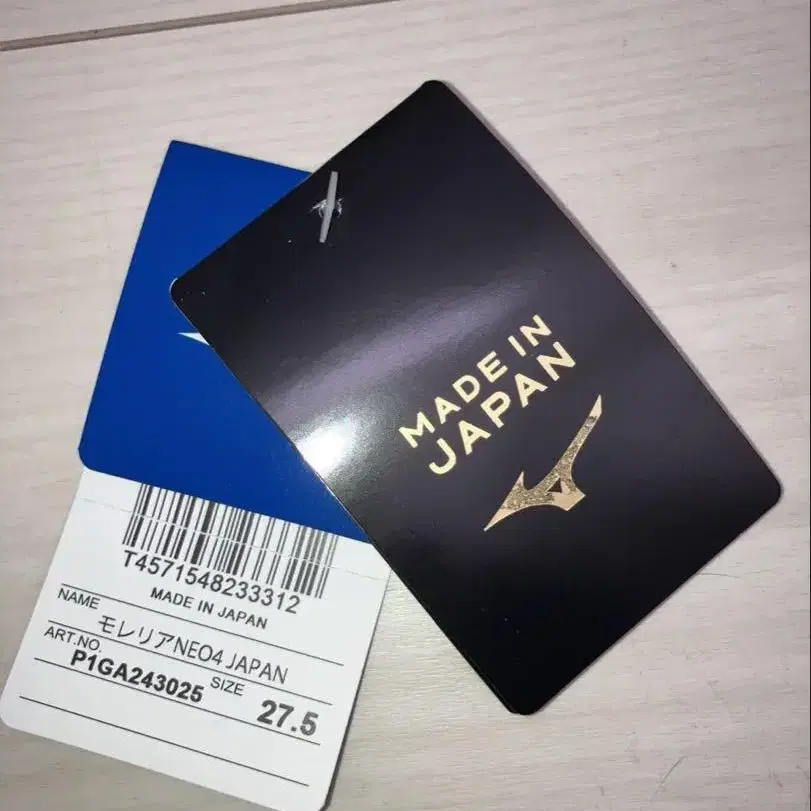 MADE IN
JAPAN
T4571548233312
MADE IN JAPAN
NAME
モレリアNEO4 JAPAN
ART.NO.
P1GA243025
SIZE
27.5